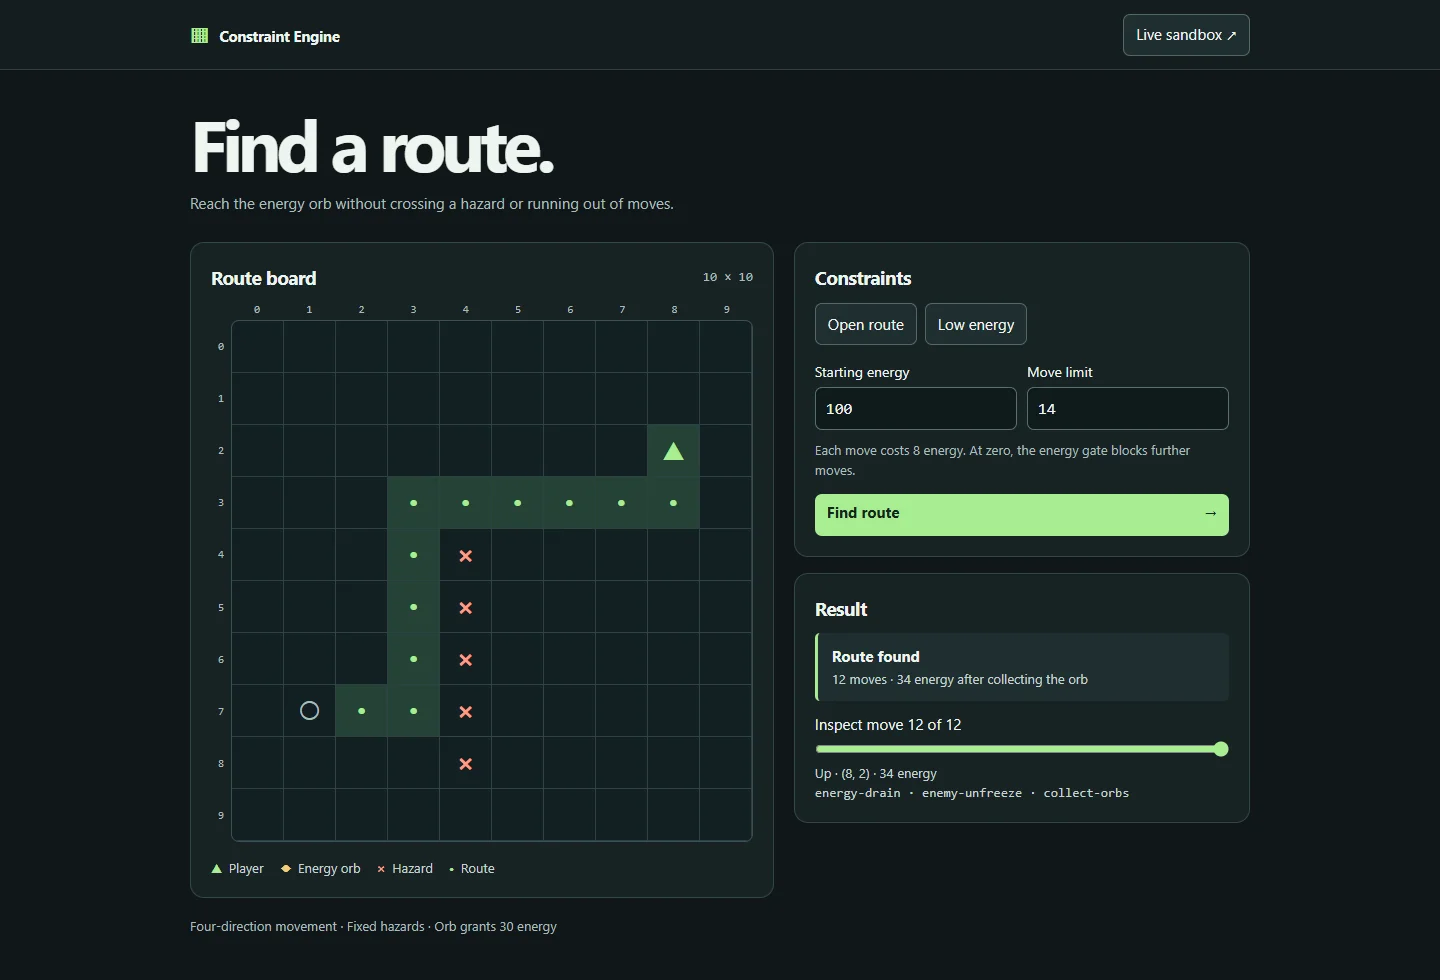 Constraint Engine
Live sandbox ↗
Find a route.
Reach the energy orb without crossing a hazard or running out of moves.
Route board
10 x 10
0 1 2 3 4 5 6 7 8 9
0
1
2
3
4
5
6
7
8
9
Player Energy orb Hazard Route
Four-direction movement · Fixed hazards · Orb grants 30 energy
Constraints
Open route Low energy
Starting energy Move limit
100 14
Each move costs 8 energy. At zero, the energy gate blocks further
moves.
Find route →
Result
Route found
12 moves · 34 energy after collecting the orb
Inspect move 12 of 12
Up · (8, 2) · 34 energy
energy-drain · enemy-unfreeze · collect-orbs